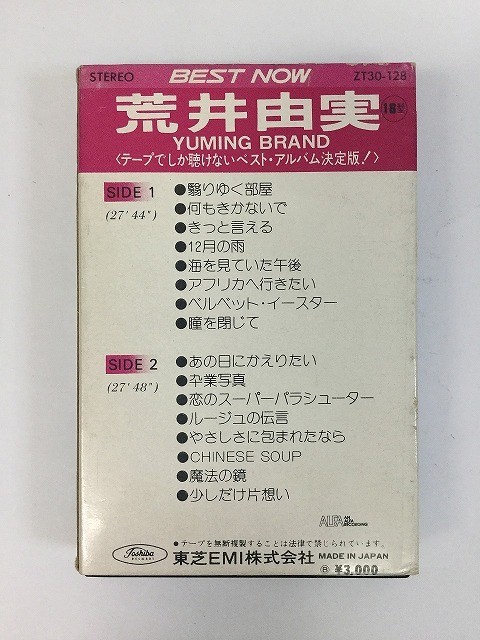 STEREO BEST NOW ZT30-128
荒井由実 18型
YUMING BRAND
〈テープでしか聴けないベスト・アルバム決定版!〉
SIDE 1
(27'44")
●翳りゆく部屋
●何もきかないで
●きっと言える
●12月の雨
●海を見ていた午後
●アフリカへ行きたい
●ベルベット・イースター
●瞳を閉じて
SIDE 2
(27'48")
●あの日にかえりたい
●卒業写真
●恋のスーパーパラシューター
●ルージュの伝言
●やさしさに包まれたなら
●CHINESE SOUP
●魔法の鏡
●少しだけ片想い
ALFA AN ALFA RECORDING
●テープを無断複製することは法律で禁じられています。
Toshiba RECORDS 東芝EMI株式会社 MADE IN JAPAN
Ⓑ ¥3,000